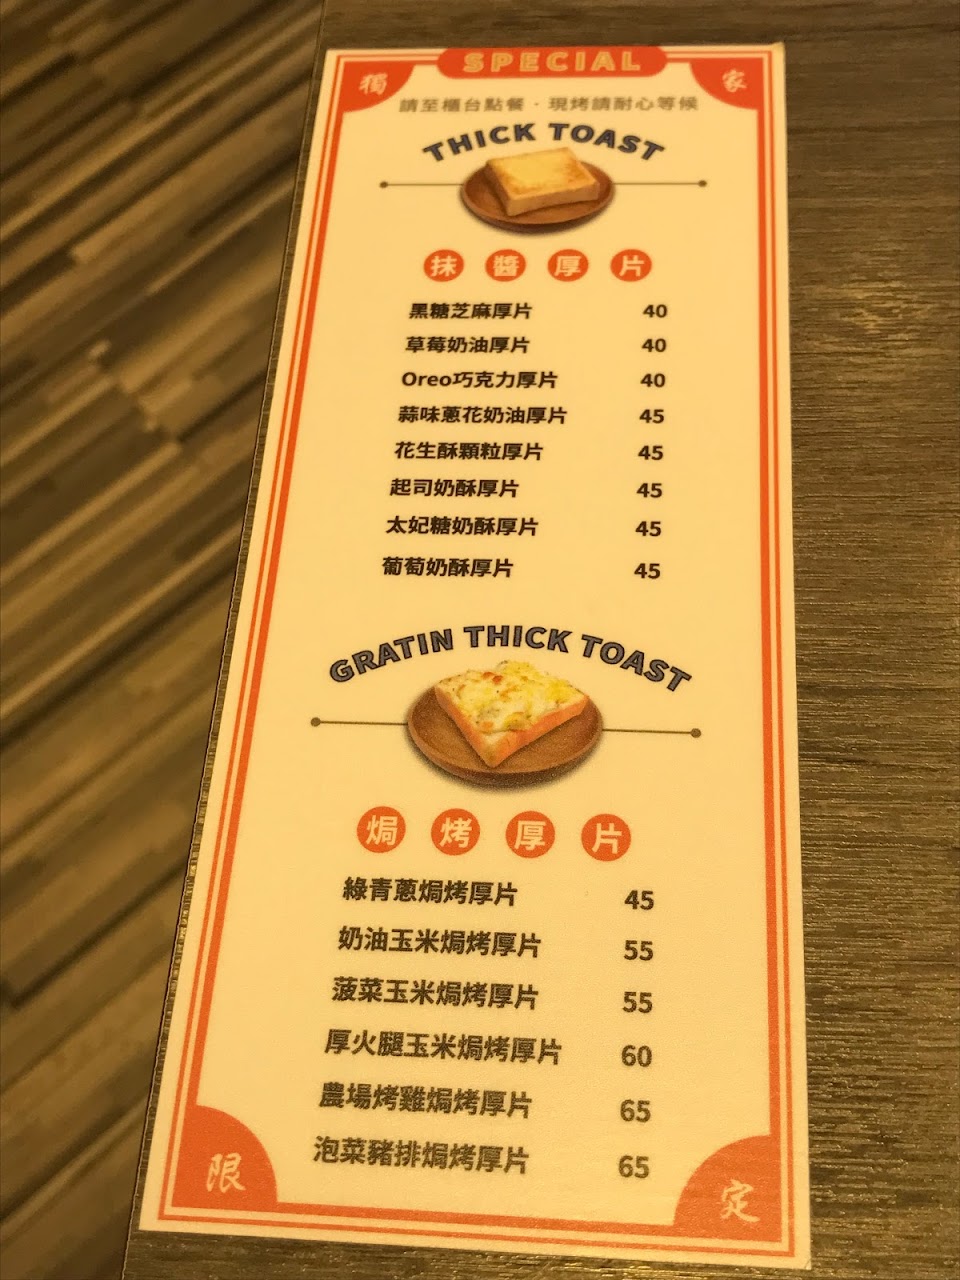 SPECIAL
獨 家
請至櫃台點餐．現烤請耐心等候
THICK TOAST
抹醬厚片
黑糖芝麻厚片 40
草莓奶油厚片 40
Oreo巧克力厚片 40
蒜味蔥花奶油厚片 45
花生酥顆粒厚片 45
起司奶酥厚片 45
太妃糖奶酥厚片 45
葡萄奶酥厚片 45
GRATIN THICK TOAST
焗烤厚片
綠青蔥焗烤厚片 45
奶油玉米焗烤厚片 55
菠菜玉米焗烤厚片 55
厚火腿玉米焗烤厚片 60
農場烤雞焗烤厚片 65
泡菜豬排焗烤厚片 65
限 定